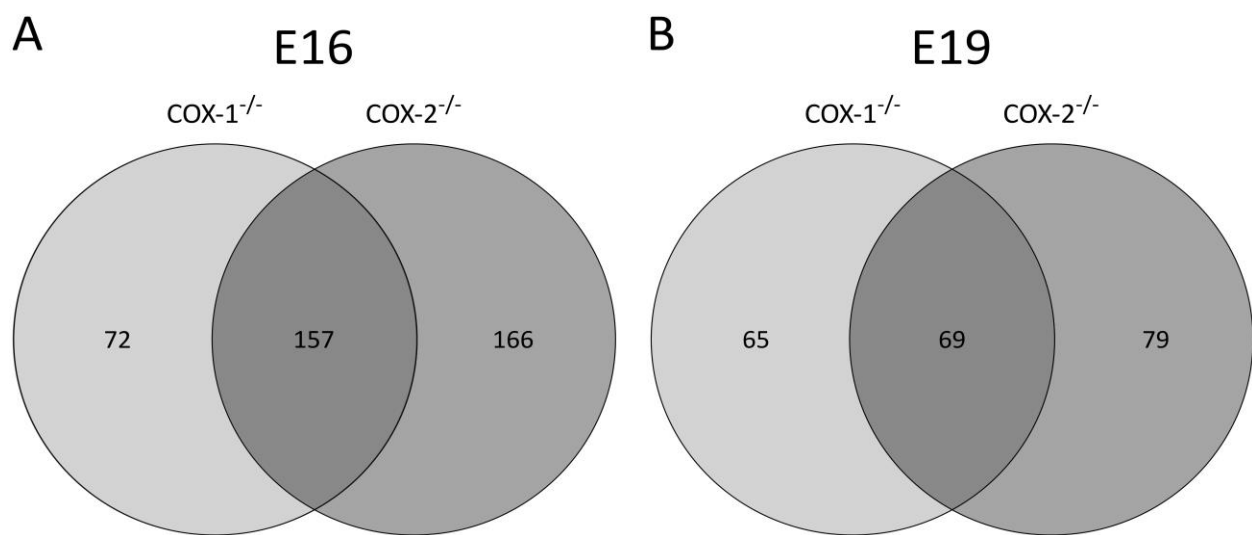 A
E16
COX-1-/-
COX-2-/-
72
157
166
B
E19
COX-1-/-
COX-2-/-
65
69
79